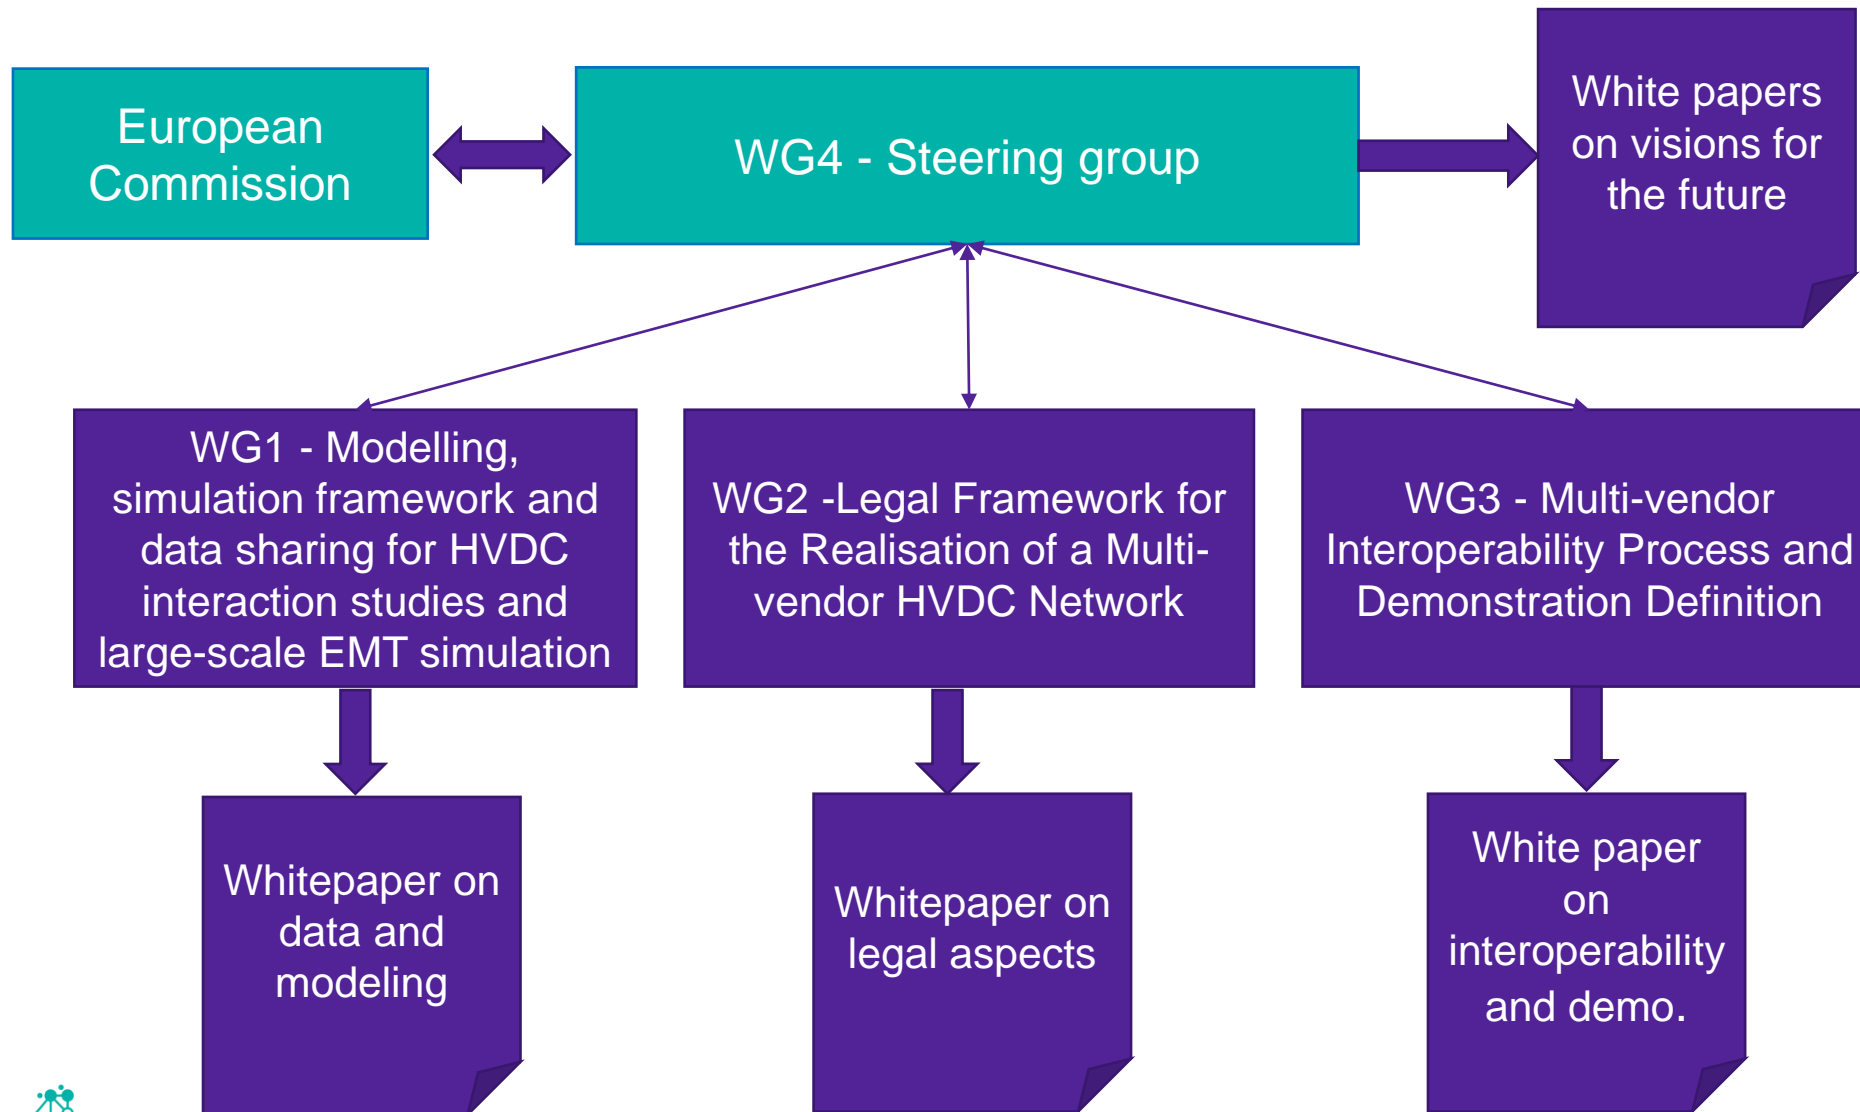 European
Commission
WG4 - Steering group
White papers
on visions for
the future
WG1 - Modelling,
simulation framework and
data sharing for HVDC
interaction studies and
large-scale EMT simulation
WG2 -Legal Framework for
the Realisation of a Multi-
vendor HVDC Network
WG3 - Multi-vendor
Interoperability Process and
Demonstration Definition
Whitepaper on
data and
modeling
Whitepaper on
legal aspects
White paper
on
interoperability
and demo.